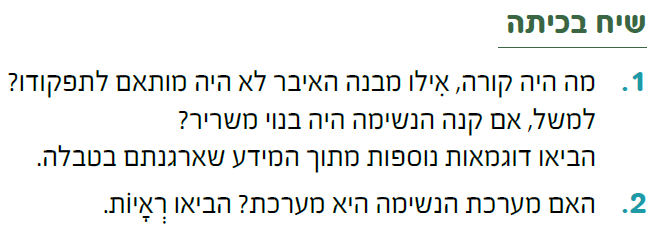 שיח בכיתה
1. מה היה קורה, אִילו מבנה האיבר לא היה מותאם לתפקודו?
למשל, אם קנה הנשימה היה בנוי משריר?
הביאו דוגמאות נוספות מתוך המידע שארגנתם בטבלה.
2. האם מערכת הנשימה היא מערכת? הביאו רְאָיוֹת.